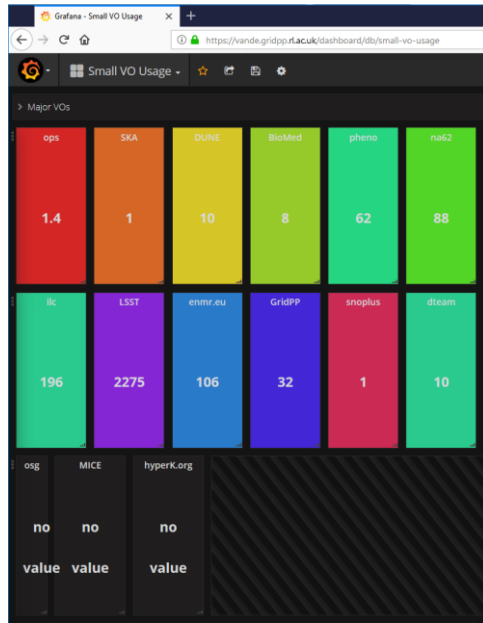 Grafana - Small VO Usage
https://vande.gridpp.rl.ac.uk/dashboard/db/small-vo-usage
Small VO Usage
Major VOs
ops SKA DUNE BioMed pheno na62
1.4 1 10 8 62 88
ilc LSST enmr.eu GridPP snoplus dteam
196 2275 106 32 1 10
osg MICE hyperK.org
no no no
value value value